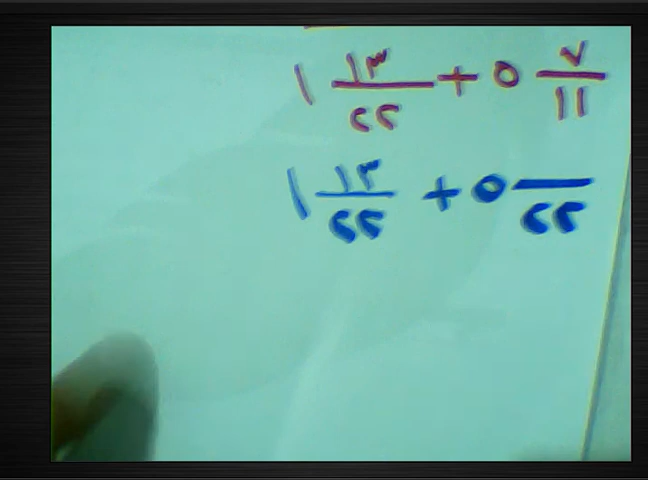 ١ ١٣/٢٢ + ٥ ٧/١١
١ ١٣/٢٢ + ٥ /٢٢